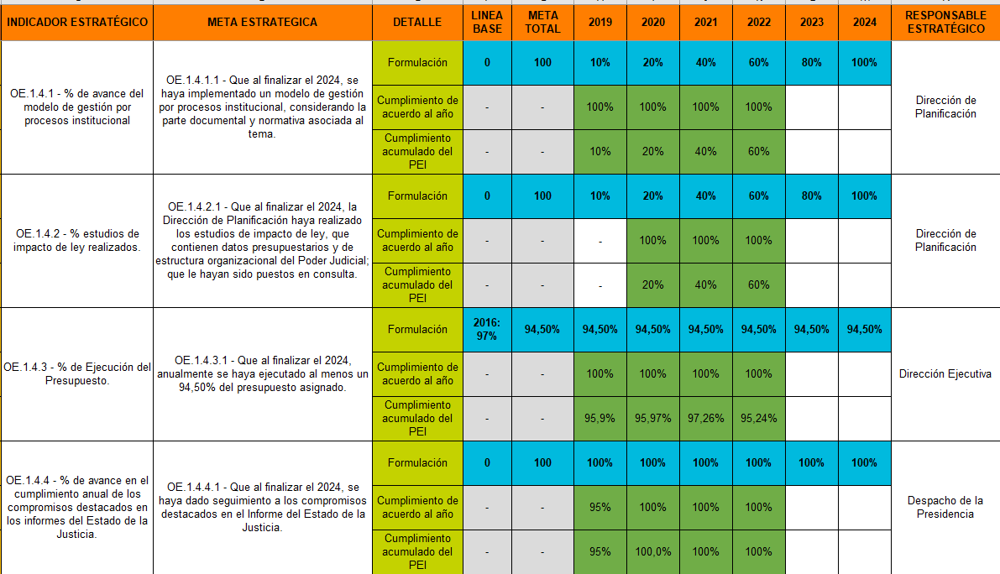 INDICADOR ESTRATÉGICO META ESTRATEGICA DETALLE LINEA BASE META TOTAL 2019 2020 2021 2022 2023 2024 RESPONSABLE ESTRATÉGICO
OE.1.4.1 - % de avance del
modelo de gestión por
procesos institucional
OE.1.4.1.1 - Que al finalizar el 2024, se
haya implementado un modelo de gestión
por procesos institucional, considerando la
parte documental y normativa asociada al
tema.
Formulación 0 100 10% 20% 40% 60% 80% 100%
Cumplimiento de
acuerdo al año - - 100% 100% 100% 100%
Cumplimiento
acumulado del
PEI - - 10% 20% 40% 60%
Dirección de
Planificación
OE.1.4.2 - % estudios de
impacto de ley realizados.
OE.1.4.2.1 - Que al finalizar el 2024, la
Dirección de Planificación haya realizado
los estudios de impacto de ley, que
contienen datos presupuestarios y de
estructura organizacional del Poder Judicial;
que le hayan sido puestos en consulta.
Formulación 0 100 10% 20% 40% 60% 80% 100%
Cumplimiento de
acuerdo al año - - - 100% 100% 100%
Cumplimiento
acumulado del
PEI - - - 20% 40% 60%
Dirección de
Planificación
OE.1.4.3 - % de Ejecución del
Presupuesto.
OE.1.4.3.1 - Que al finalizar el 2024,
anualmente se haya ejecutado al menos un
94,50% del presupuesto asignado.
Formulación 2016: 97% 94,50% 94,50% 94,50% 94,50% 94,50% 94,50% 94,50%
Cumplimiento de
acuerdo al año - - 100% 100% 100% 100%
Cumplimiento
acumulado del
PEI - - 95,9% 95,97% 97,26% 95,24%
Dirección Ejecutiva
OE.1.4.4 - % de avance en el
cumplimiento anual de los
compromisos destacados en
los informes del Estado de la
Justicia.
OE.1.4.4.1 - Que al finalizar el 2024, se
haya dado seguimiento a los compromisos
destacados en el Informe del Estado de la
Justicia.
Formulación 0 100 100% 100% 100% 100% 100% 100%
Cumplimiento de
acuerdo al año - - 95% 100% 100% 100%
Cumplimiento
acumulado del
PEI - - 95% 100,0% 100% 100%
Despacho de la
Presidencia